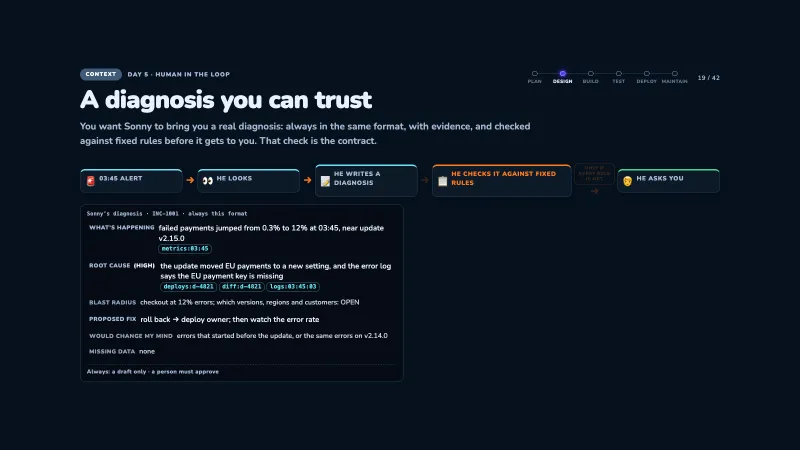 CONTEXT DAY 5 · HUMAN IN THE LOOP
PLAN DESIGN BUILD TEST DEPLOY MAINTAIN
19 / 42
A diagnosis you can trust
You want Sonny to bring you a real diagnosis: always in the same format, with evidence, and checked
against fixed rules before it gets to you. That check is the contract.
03:45 ALERT
HE LOOKS
HE WRITES A
DIAGNOSIS
HE CHECKS IT AGAINST FIXED
RULES
ONLY IF
EVERY RULE
IS MET
HE ASKS YOU
Sonny's diagnosis · INC-1001 · always this format
WHAT'S HAPPENING failed payments jumped from 0.3% to 12% at 03:45, near update
v2.15.0
metrics:03:45
ROOT CAUSE (HIGH) the update moved EU payments to a new setting, and the error log
says the EU payment key is missing
deploys:d-4821 diff:d-4821 logs:03:45:03
BLAST RADIUS checkout at 12% errors; which versions, regions and customers: OPEN
PROPOSED FIX roll back → deploy owner; then watch the error rate
WOULD CHANGE MY MIND errors that started before the update, or the same errors on v2.14.0
MISSING DATA none
Always: a draft only · a person must approve